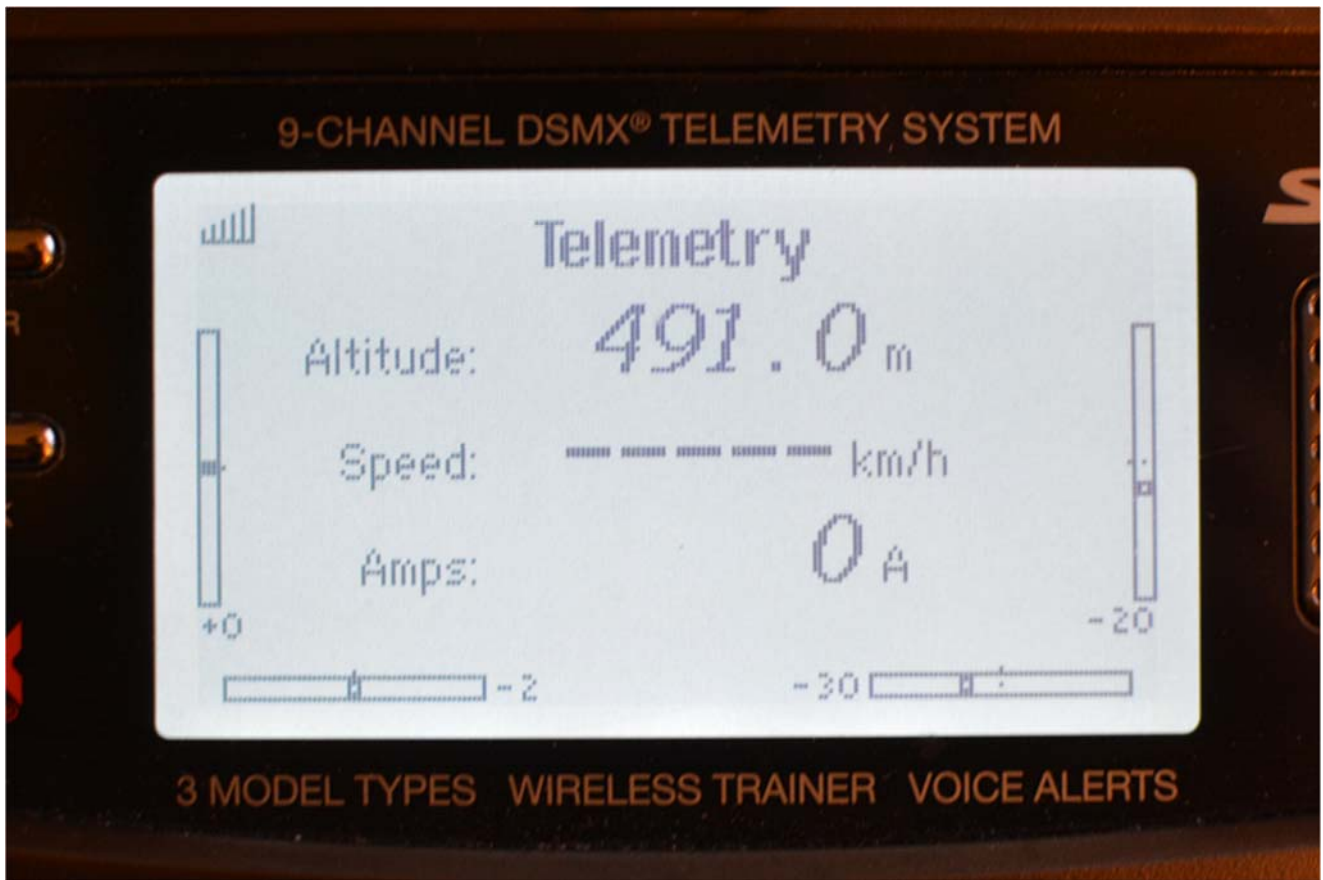 9-CHANNEL DSMX® TELEMETRY SYSTEM
Telemetry
Altitude: 491.0 m
Speed: ----- km/h
Amps: 0 A
+0 -20
-2 -30
3 MODEL TYPES WIRELESS TRAINER VOICE ALERTS
R
S
X